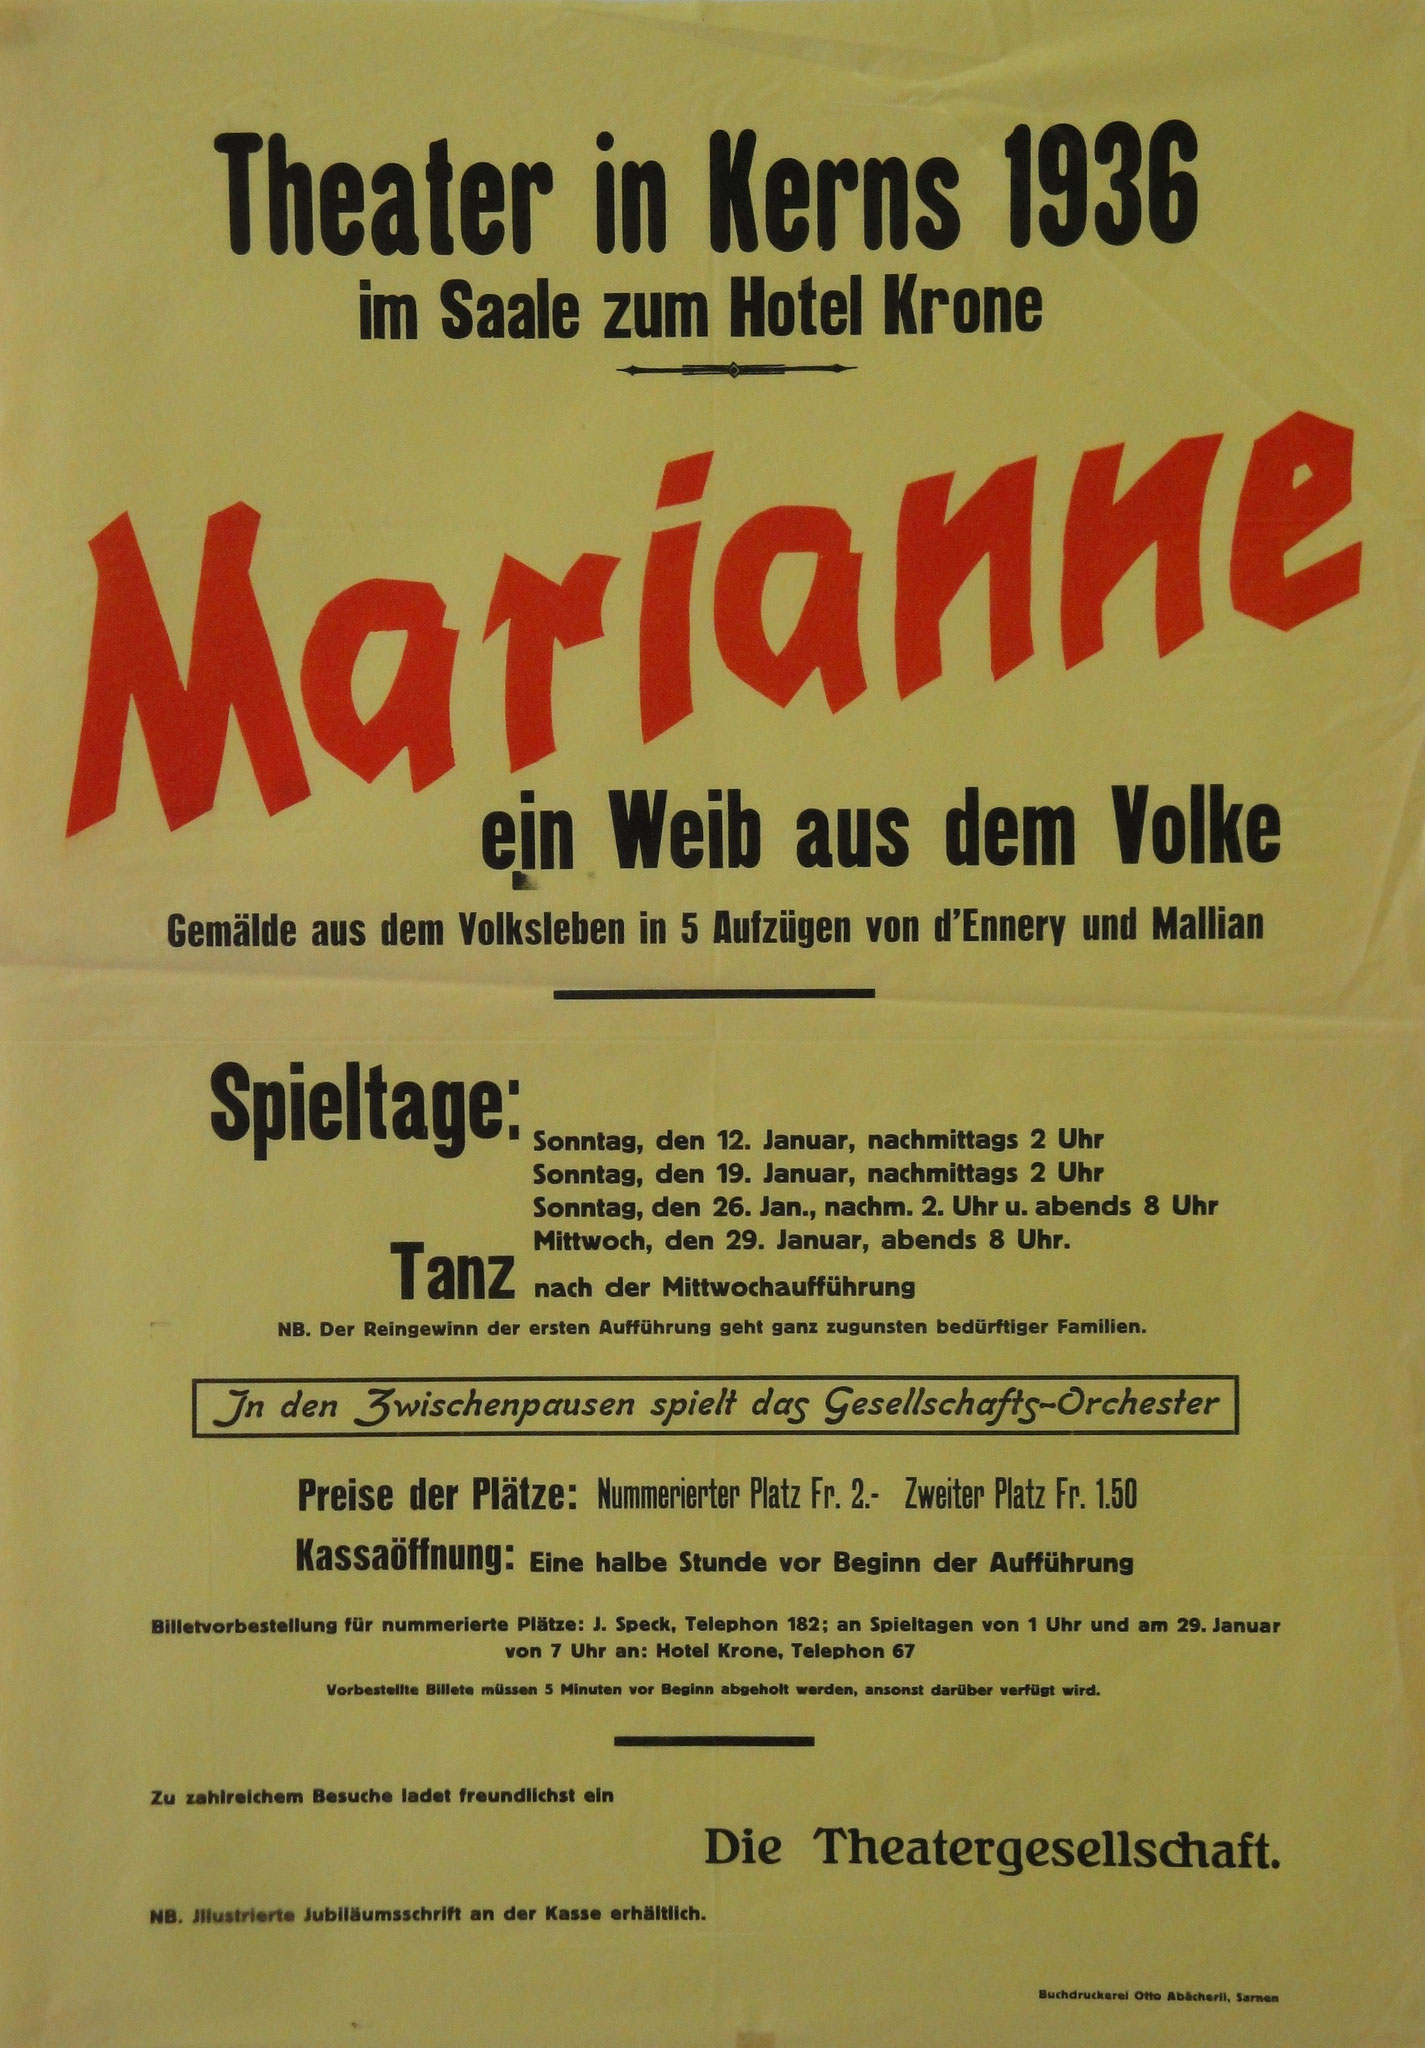 Theater in Kerns 1936
im Saale zum Hotel Krone
Marianne
ein Weib aus dem Volke
Gemälde aus dem Volksleben in 5 Aufzügen von d'Ennery und Mallian
Spieltage:
Sonntag, den 12. Januar, nachmittags 2 Uhr
Sonntag, den 19. Januar, nachmittags 2 Uhr
Sonntag, den 26. Jan., nachm. 2. Uhr u. abends 8 Uhr
Mittwoch, den 29. Januar, abends 8 Uhr.
Tanz nach der Mittwochaufführung
NB. Der Reingewinn der ersten Aufführung geht ganz zugunsten bedürftiger Familien.
In den Zwischenpausen spielt das Gesellschafts-Orchester
Preise der Plätze: Nummerierter Platz Fr. 2.- Zweiter Platz Fr. 1.50
Kassaöffnung: Eine halbe Stunde vor Beginn der Aufführung
Billetvorbestellung für nummerierte Plätze: J. Speck, Telephon 182; an Spieltagen von 1 Uhr und am 29. Januar
von 7 Uhr an: Hotel Krone, Telephon 67
Vorbestellte Billete müssen 5 Minuten vor Beginn abgeholt werden, ansonst darüber verfügt wird.
Zu zahlreichem Besuche ladet freundlichst ein
Die Theatergesellschaft.
NB. Jllustrierte Jubiläumsschrift an der Kasse erhältlich.
Buchdruckerei Otto Abächerli, Sarnen